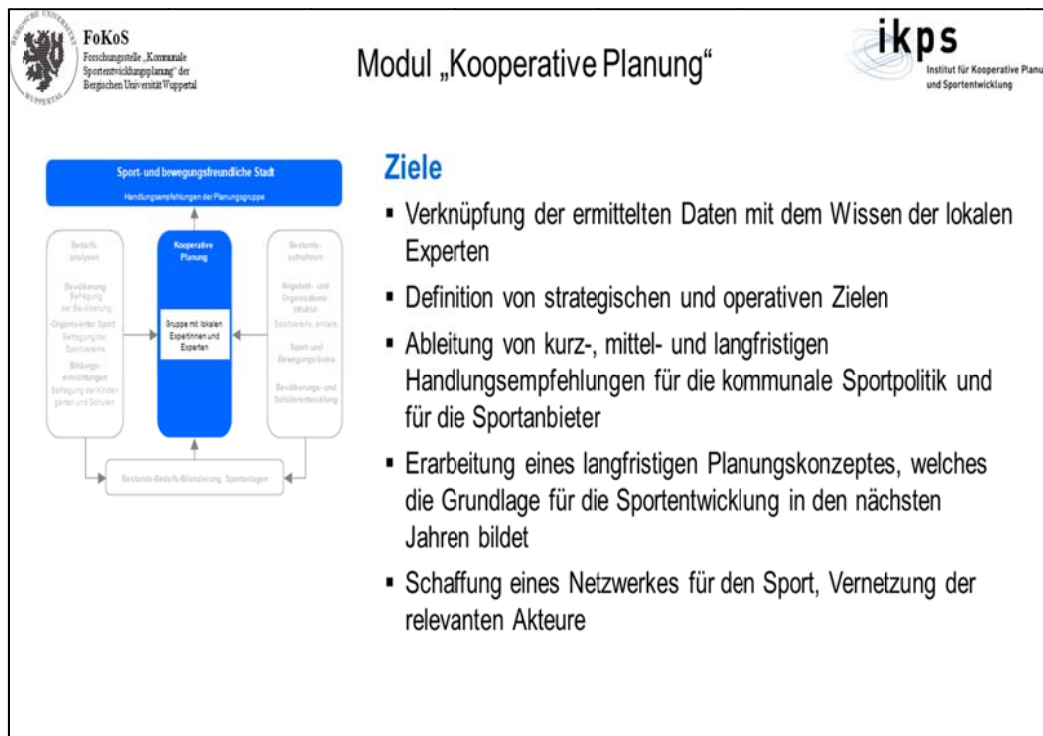 BERGISCHE UNIVERSITÄT
WUPPERTAL
FoKoS
Forschungsstelle „Kommunale
Sportentwicklungsplanung“ der
Bergischen Universität Wuppertal
Modul „Kooperative Planung“
ikps
Institut für Kooperative Planu
und Sportentwicklung
Sport- und bewegungsfreundliche Stadt
Handlungsempfehlungen der Planungsgruppe
Bedarfs-
analysen
Bevölkerung
Befragung
der Bevölkerung
Organisierter Sport
Befragung der
Sportvereine
Bildungs-
einrichtungen
Befragung der Kinder-
gärten und Schulen
Kooperative
Planung
Gruppe mit lokalen
Expertinnen und
Experten
Bestands-
aufnahmen
Angebots- und
Organisations-
struktur
Sportvereine, andere
Sport und
Bewegungsräume
Bevölkerungs- und
Schülerentwicklung
Bestands-Bedarfs-Bilanzierung Sportanlagen
Ziele
▪ Verknüpfung der ermittelten Daten mit dem Wissen der lokalen
Experten
▪ Definition von strategischen und operativen Zielen
▪ Ableitung von kurz-, mittel- und langfristigen
Handlungsempfehlungen für die kommunale Sportpolitik und
für die Sportanbieter
▪ Erarbeitung eines langfristigen Planungskonzeptes, welches
die Grundlage für die Sportentwicklung in den nächsten
Jahren bildet
▪ Schaffung eines Netzwerkes für den Sport, Vernetzung der
relevanten Akteure